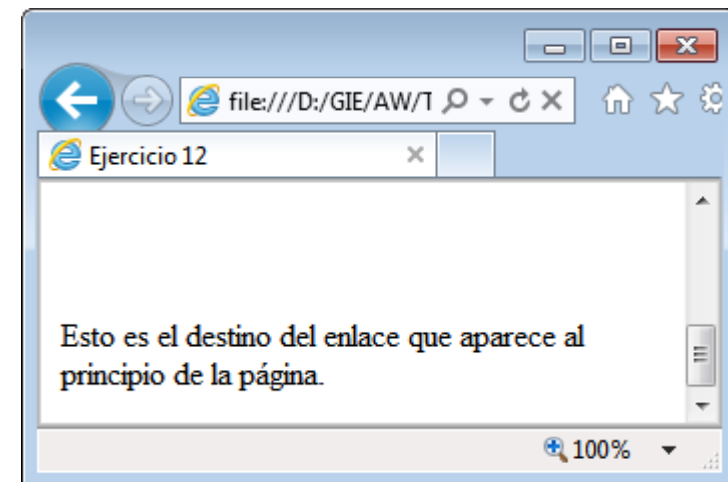 file:///D:/GIE/AW/T
Ejercicio 12
Esto es el destino del enlace que aparece al
principio de la página.
100%